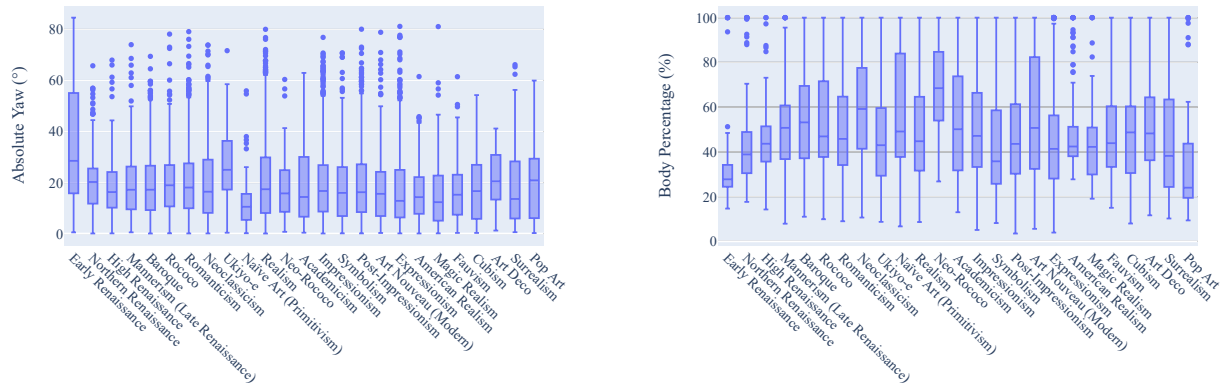 Absolute Yaw (°)
80
60
40
20
0
Early Renaissance
Northern Renaissance
High Renaissance
Mannerism (Late Renaissance)
Baroque
Rococo
Romanticism
Neoclassicism
Ukiyo-e
Naïve Art (Primitivism)
Realism
Neo-Rococo
Academicism
Impressionism
Symbolism
Post-Impressionism
Art Nouveau (Modern)
Expressionism
American Realism
Magic Realism
Fauvism
Cubism
Art Deco
Surrealism
Pop Art
Body Percentage (%)
100
80
60
40
20
0
Early Renaissance
Northern Renaissance
High Renaissance
Mannerism (Late Renaissance)
Baroque
Rococo
Romanticism
Neoclassicism
Ukiyo-e
Naïve Art (Primitivism)
Realism
Neo-Rococo
Academicism
Impressionism
Symbolism
Post-Impressionism
Art Nouveau (Modern)
Expressionism
American Realism
Magic Realism
Fauvism
Cubism
Art Deco
Surrealism
Pop Art